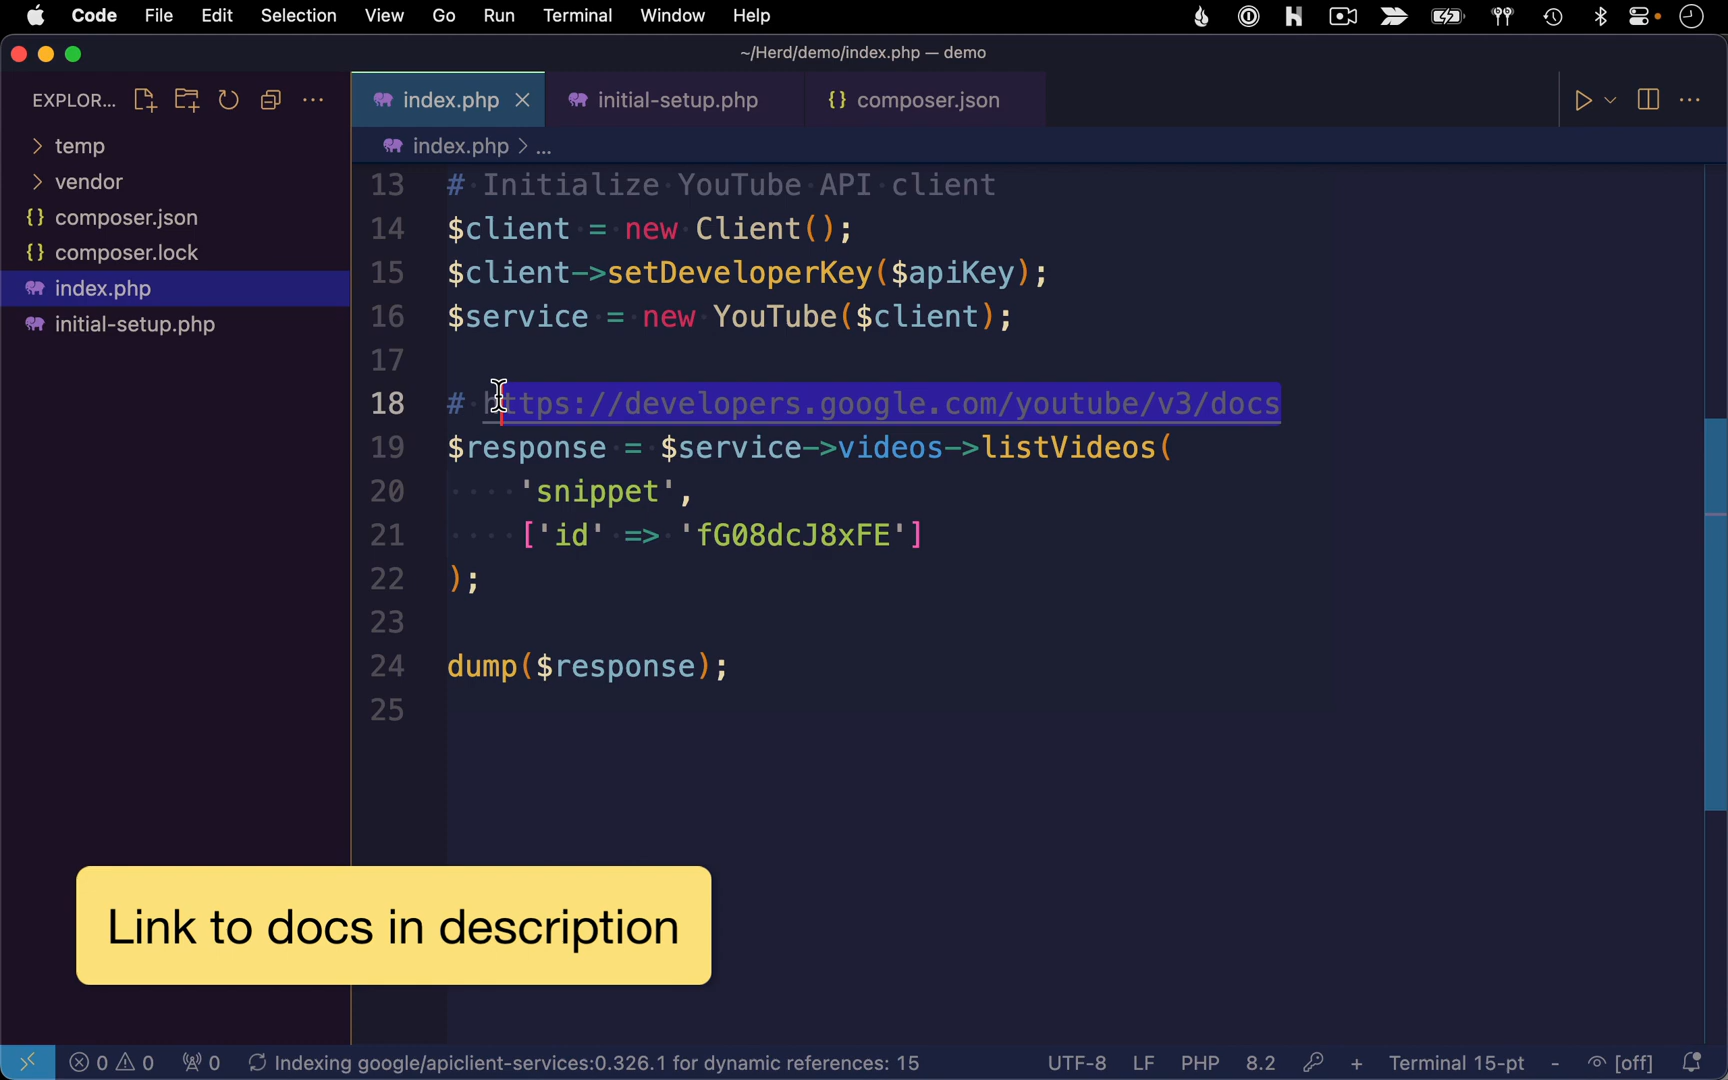 Code File Edit Selection View Go Run Terminal Window Help
~/Herd/demo/index.php — demo
EXPLOR...
index.php
initial-setup.php
{} composer.json
index.php > ...
temp
vendor
{} composer.json
{} composer.lock
index.php
initial-setup.php
13 # Initialize YouTube API client
14 $client = new Client();
15 $client->setDeveloperKey($apiKey);
16 $service = new YouTube($client);
17
18 # https://developers.google.com/youtube/v3/docs
19 $response = $service->videos->listVideos(
20 'snippet',
21 ['id' => 'fG08dcJ8xFE']
22 );
23
24 dump($response);
25
Link to docs in description
0 0 0 Indexing google/apiclient-services:0.326.1 for dynamic references: 15 UTF-8 LF PHP 8.2 + Terminal 15-pt - [off]